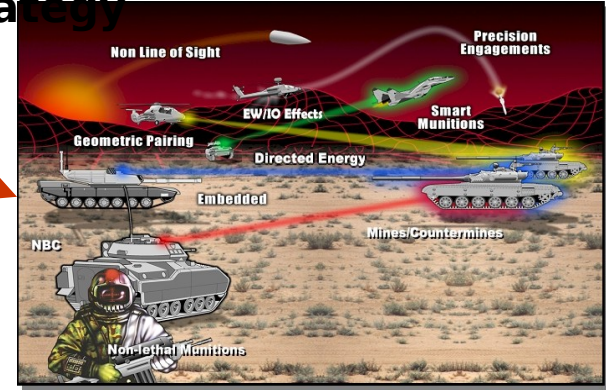 ategy
Non Line of Sight
Precision
Engagements
EW/IO Effects
Smart
Munitions
Geometric Pairing
Directed Energy
Embedded
Mines/Countermines
NBC
Non-lethal Munitions